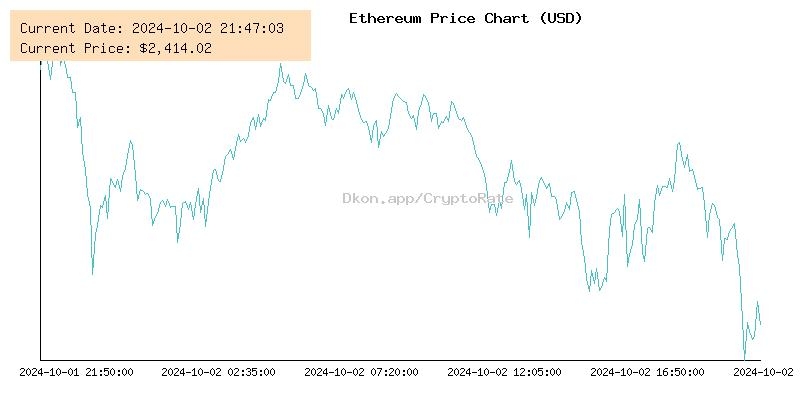 Ethereum Price Chart (USD)
Current Date: 2024-10-02 21:47:03
Current Price: $2,414.02
Dkon.app/CryptoRate
2024-10-01 21:50:00
2024-10-02 02:35:00
2024-10-02 07:20:00
2024-10-02 12:05:00
2024-10-02 16:50:00
2024-10-02